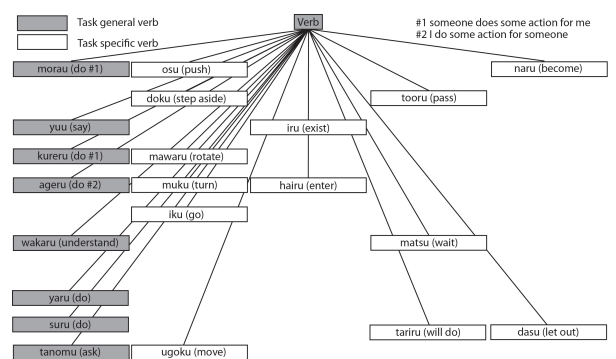 Task general verb
Verb
#1 someone does some action for me
Task specific verb
#2 I do some action for someone
morau (do #1)
osu (push)
naru (become)
doku (step aside)
tooru (pass)
yuu (say)
iru (exist)
kureru (do #1)
mawaru (rotate)
ageru (do #2)
muku (turn)
hairu (enter)
iku (go)
wakaru (understand)
matsu (wait)
yaru (do)
suru (do)
tariru (will do)
dasu (let out)
tanomu (ask)
ugoku (move)